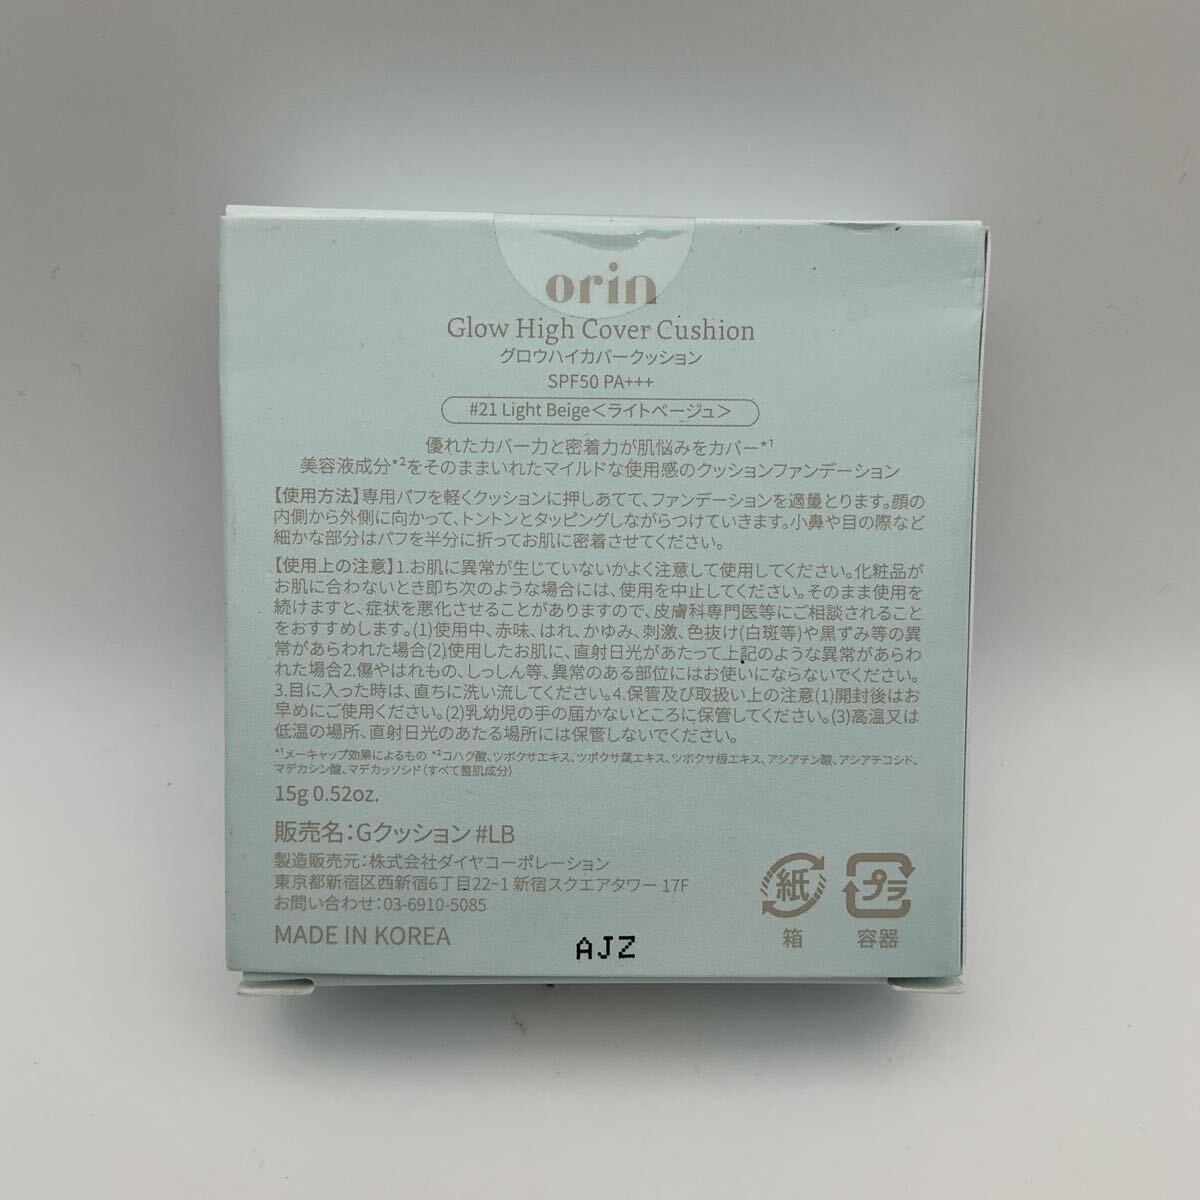 orin
Glow High Cover Cushion
グロウハイカバークッション
SPF50 PA+++
#21 Light Beige<ライトベージュ>
優れたカバー力と密着力が肌悩みをカバー*1
美容液成分*2をそのままいれたマイルドな使用感のクッションファンデーション
【使用方法】専用パフを軽くクッションに押しあてて、ファンデーションを適量とります。顔の
内側から外側に向かって、トントンとタッピングしながらつけていきます。小鼻や目の際など
細かな部分はパフを半分に折ってお肌に密着させてください。
【使用上の注意】1.お肌に異常が生じていないかよく注意して使用してください。化粧品が
お肌に合わないとき即ち次のような場合には、使用を中止してください。そのまま使用を
続けますと、症状を悪化させることがありますので、皮膚科専門医等にご相談されること
をおすすめします。(1)使用中、赤味、はれ、かゆみ、刺激、色抜け(白斑等)や黒ずみ等の異
常があらわれた場合(2)使用したお肌に、直射日光があたって上記のような異常があらわ
れた場合2.傷やはれもの、しっしん等、異常のある部位にはお使いにならないでください。
3.目に入った時は、直ちに洗い流してください。4.保管及び取扱い上の注意(1)開封後はお
早めにご使用ください。(2)乳幼児の手の届かないところに保管してください。(3)高温又は
低温の場所、直射日光のあたる場所には保管しないでください。
*1メーキャップ効果によるもの *2コハク酸、ツボクサエキス、ツボクサ葉エキス、ツボクサ根エキス、アシアチン酸、アシアチコシド、
マデカシン酸、マデカッソシド(すべて整肌成分)
15g 0.52oz.
販売名:Gクッション #LB
製造販売元:株式会社ダイヤコーポレーション
東京都新宿区西新宿6丁目22-1 新宿スクエアタワー 17F
お問い合わせ:03-6910-5085
MADE IN KOREA
AJZ
紙
箱
プラ
容器